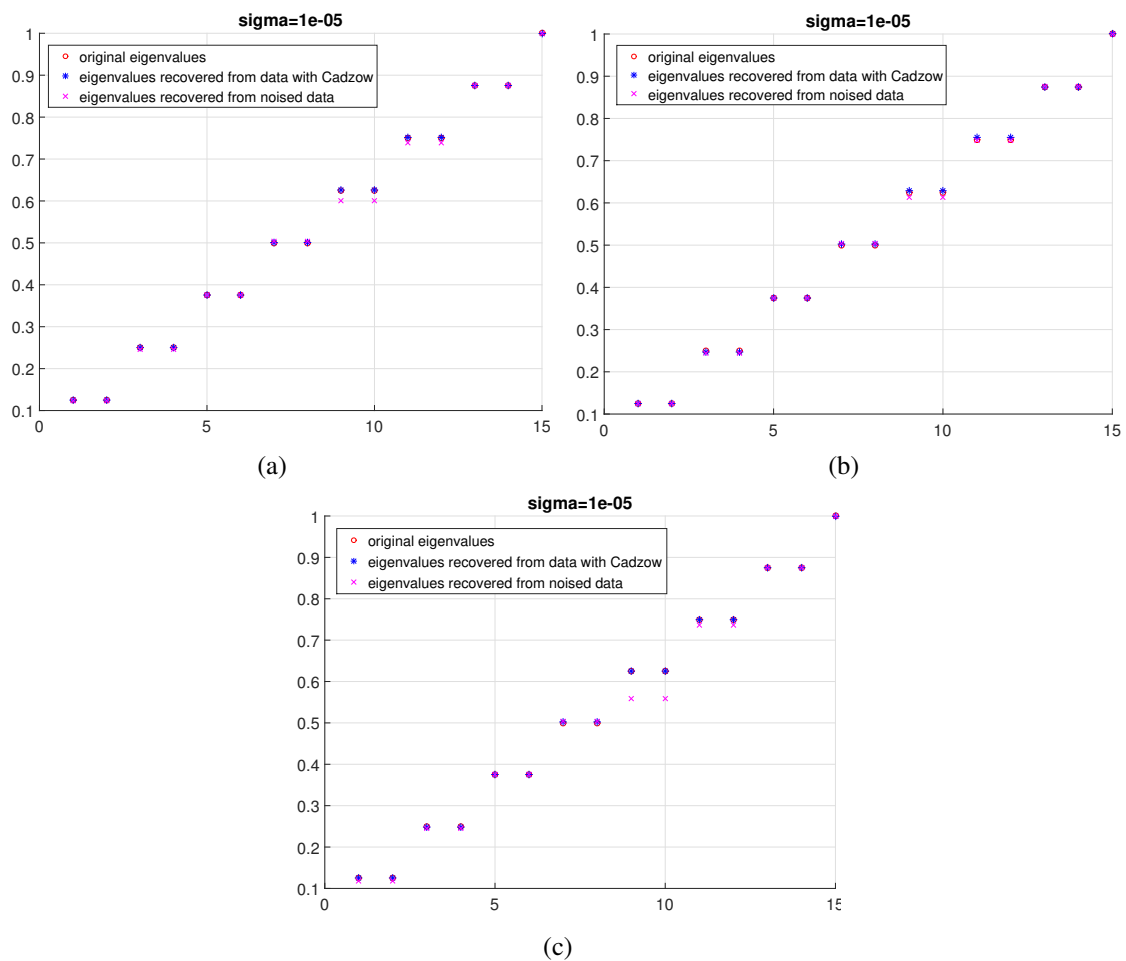 sigma=1e-05
1
0.9
0.8
0.7
0.6
0.5
0.4
0.3
0.2
0.1
0
5
10
15
original eigenvalues
eigenvalues recovered from data with Cadzow
eigenvalues recovered from noised data
(a)
sigma=1e-05
1
0.9
0.8
0.7
0.6
0.5
0.4
0.3
0.2
0.1
0
5
10
15
original eigenvalues
eigenvalues recovered from data with Cadzow
eigenvalues recovered from noised data
(b)
sigma=1e-05
1
0.9
0.8
0.7
0.6
0.5
0.4
0.3
0.2
0.1
0
5
10
15
original eigenvalues
eigenvalues recovered from data with Cadzow
eigenvalues recovered from noised data
(c)